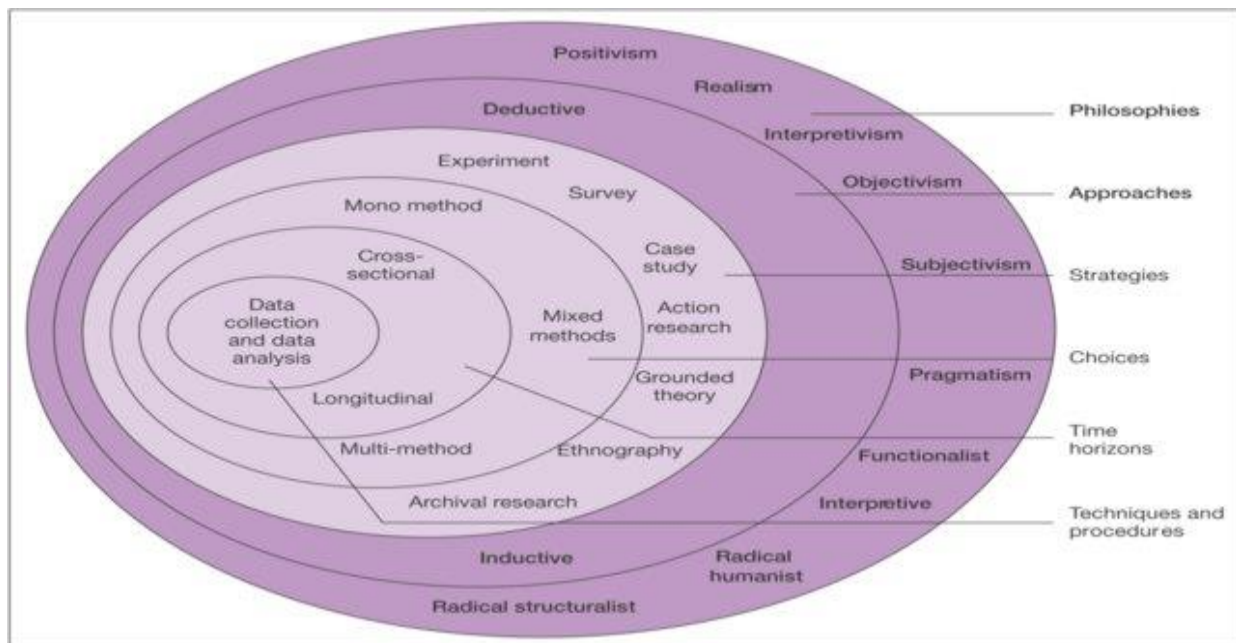 Positivism
Realism
Philosophies
Deductive
Interpretivism
Experiment
Objectivism
Approaches
Survey
Mono method
Case
study
Cross-
sectional
Subjectivism
Strategies
Data
collection
and data
analysis
Mixed
methods
Action
research
Choices
Grounded
theory
Pragmatism
Longitudinal
Time
horizons
Multi-method
Ethnography
Functionalist
Archival research
Interpretive
Techniques and
procedures
Inductive
Radical
humanist
Radical structuralist